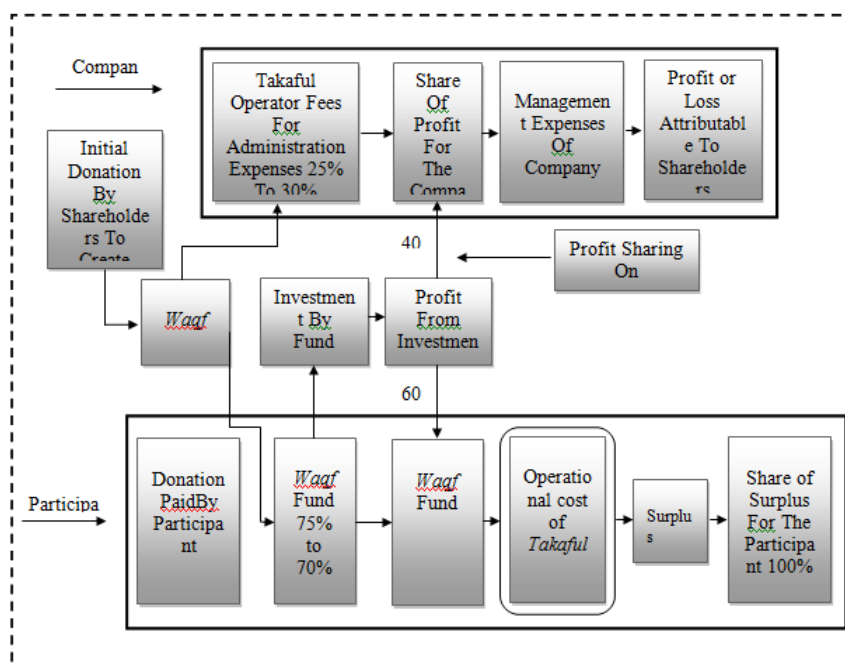 Compan
Takaful
Operator Fees
For
Administration
Expenses 25%
To 30%
Share
Of
Profit
For
The
Compa
Managemen
t Expenses
Of
Company
Profit or
Loss
Attributabl
e To
Shareholde
rs
Initial
Donation
By
Shareholde
rs To
Create
40
Profit Sharing
On
Waqf
Investmen
t By
Fund
Profit
From
Investmen
60
Participa
Donation
PaidBy
Participa
nt
Waqf
Fund
75%
to
70%
Waqf
Fund
Operatio
nal cost
of
Takaful
Surplu
s
Share of
Surplus
For The
Participa
nt 100%